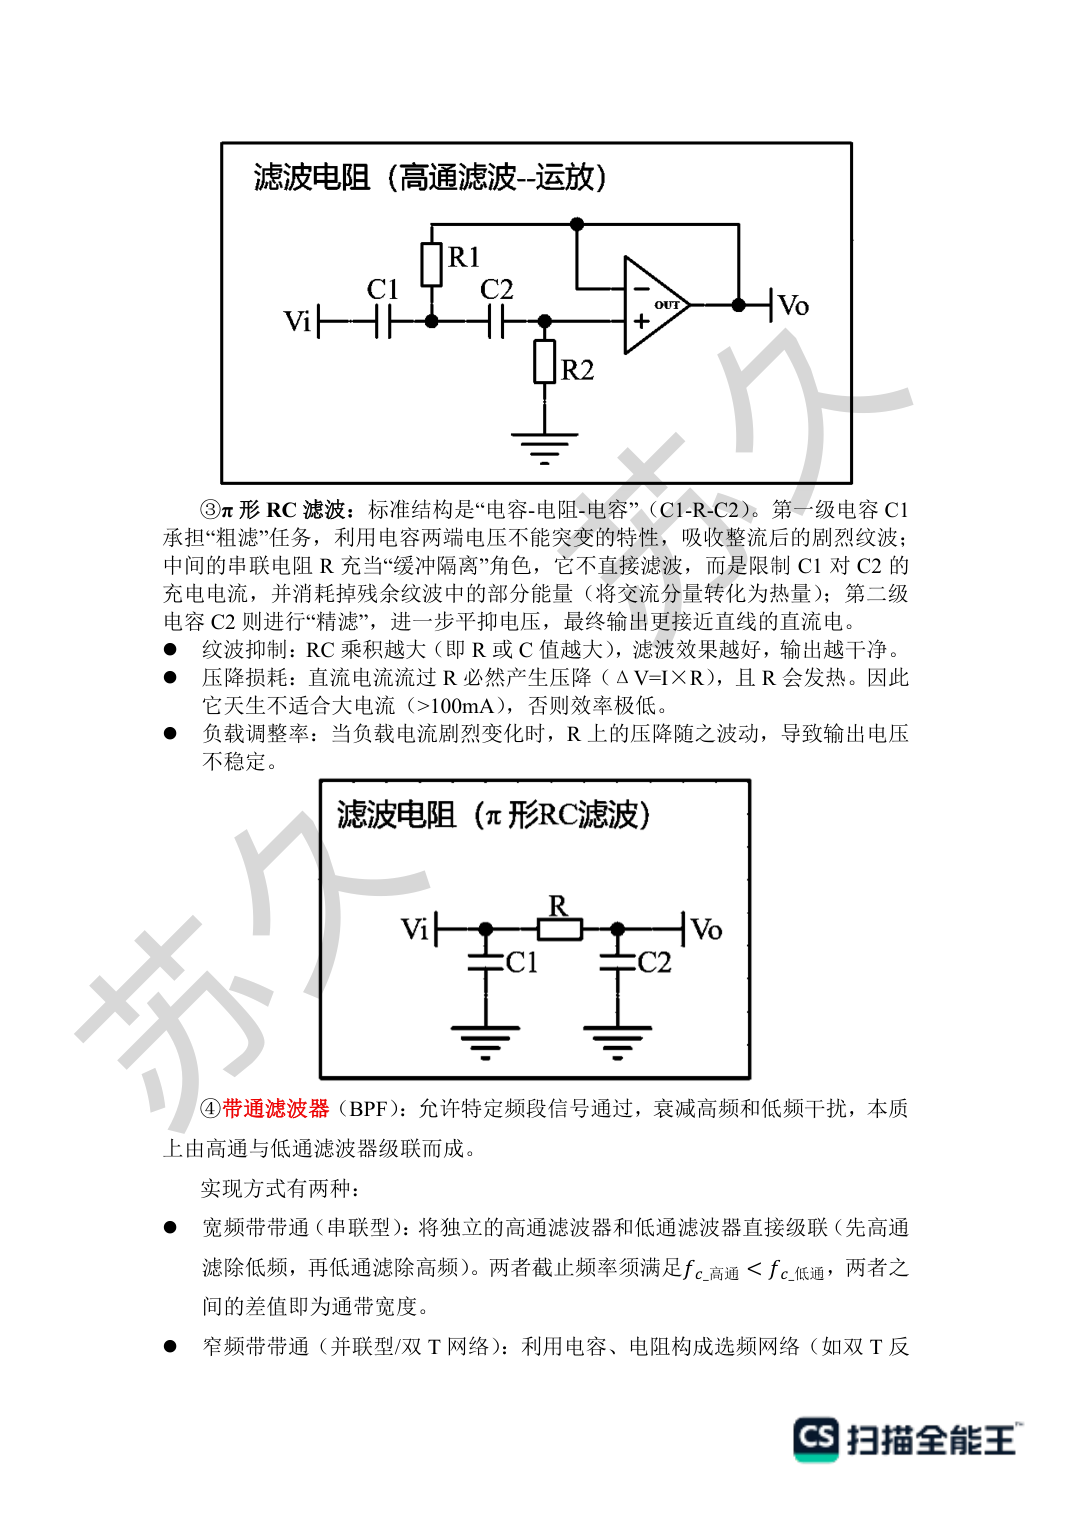 滤波电阻（高通滤波--运放）
R1
C1
C2
Vi
OUT
Vo
R2
③π 形 RC 滤波：标准结构是“电容-电阻-电容”（C1-R-C2）。第一级电容 C1
承担“粗滤”任务，利用电容两端电压不能突变的特性，吸收整流后的剧烈纹波；
中间的串联电阻 R 充当“缓冲隔离”角色，它不直接滤波，而是限制 C1 对 C2 的
充电电流，并消耗掉残余纹波中的部分能量（将交流分量转化为热量）；第二级
电容 C2 则进行“精滤”，进一步平抑电压，最终输出更接近直线的直流电。
● 纹波抑制：RC 乘积越大（即 R 或 C 值越大），滤波效果越好，输出越干净。
● 压降损耗：直流电流流过 R 必然产生压降（ΔV=I×R），且 R 会发热。因此
它天生不适合大电流（>100mA），否则效率极低。
● 负载调整率：当负载电流剧烈变化时，R 上的压降随之波动，导致输出电压
不稳定。
滤波电阻（π 形RC滤波）
R
Vi
Vo
C1
C2
④带通滤波器（BPF）：允许特定频段信号通过，衰减高频和低频干扰，本质
上由高通与低通滤波器级联而成。
实现方式有两种：
● 宽频带带通（串联型）：将独立的高通滤波器和低通滤波器直接级联（先高通
滤除低频，再低通滤除高频）。两者截止频率须满足f_c_高通 < f_c_低通，两者之
间的差值即为通带宽度。
● 窄频带带通（并联型/双 T 网络）：利用电容、电阻构成选频网络（如双 T 反
苏久
苏久
CS 扫描全能王™